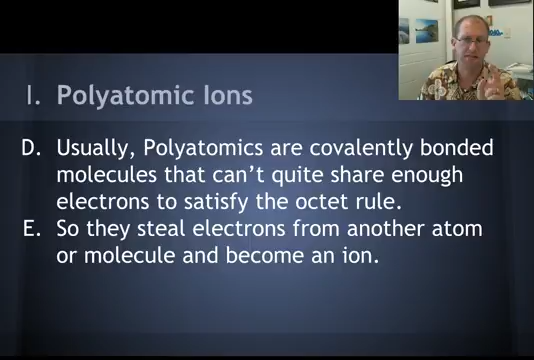 I. Polyatomic Ions
D. Usually, Polyatomics are covalently bonded
molecules that can't quite share enough
electrons to satisfy the octet rule.
E. So they steal electrons from another atom
or molecule and become an ion.